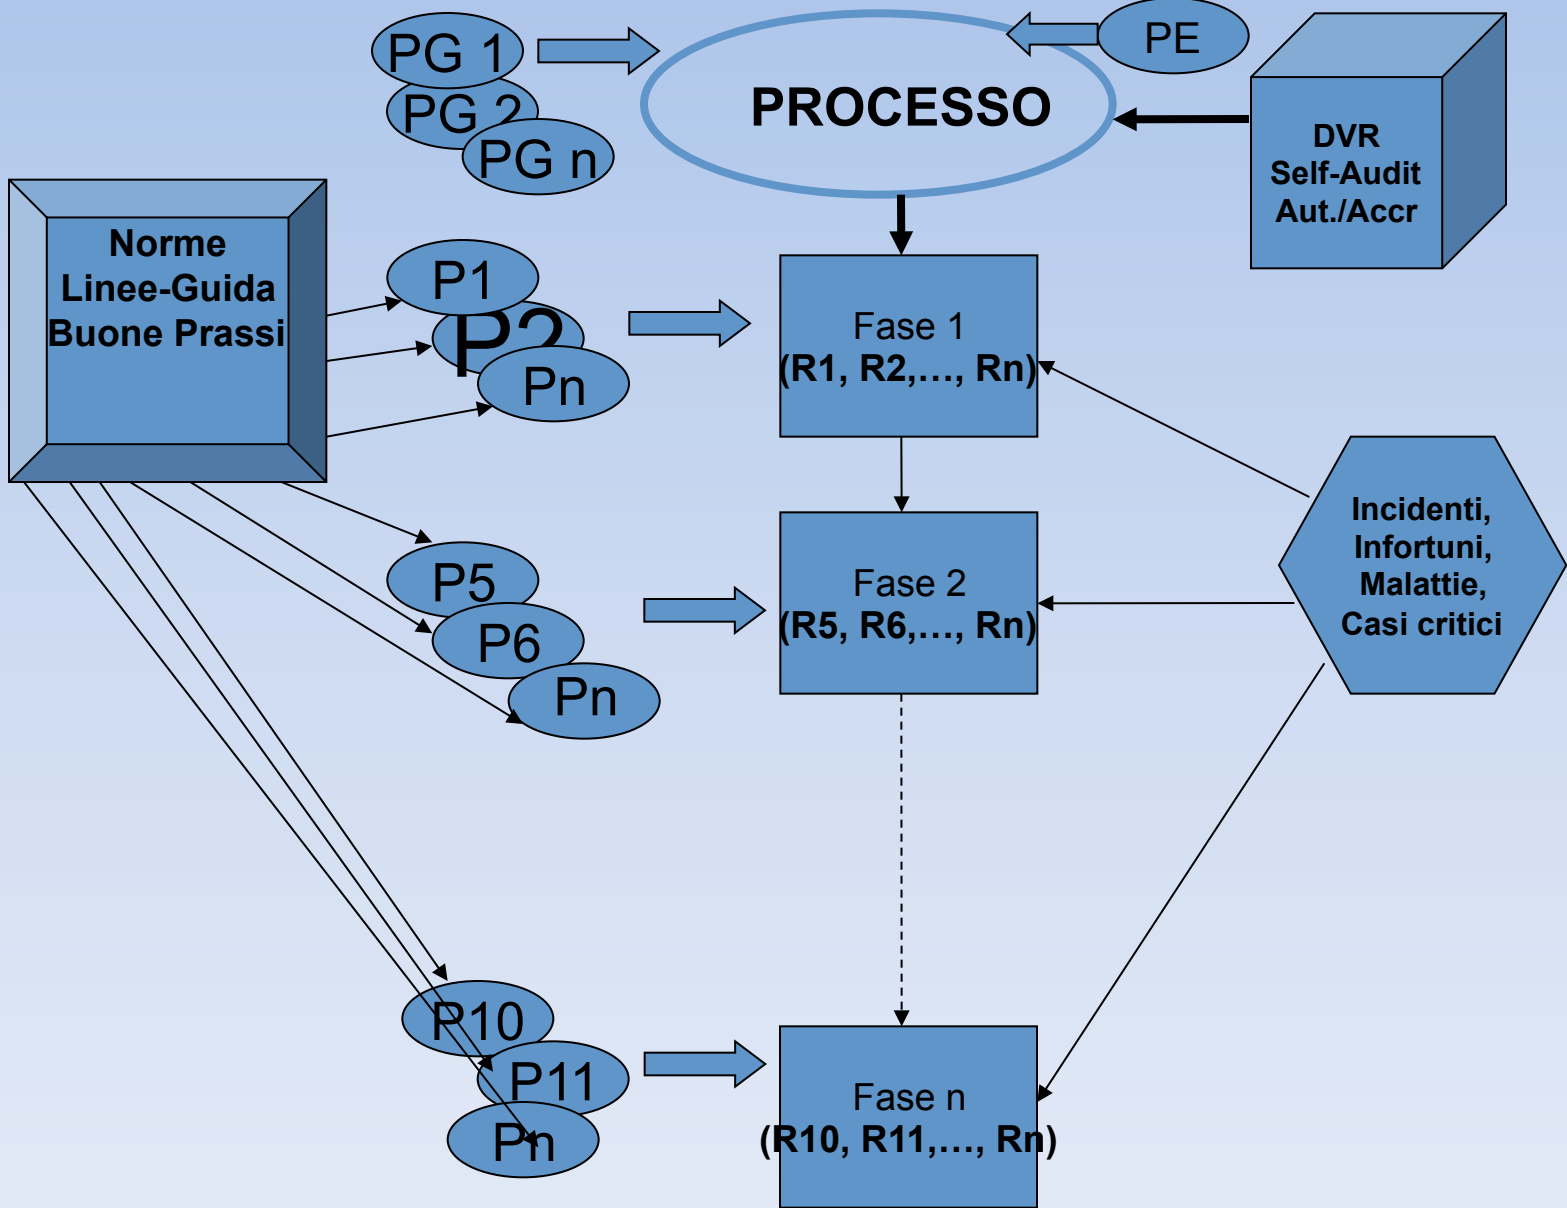 PG 1
PG 2
PG n
PROCESSO
PE
DVR
Self-Audit
Aut./Accr
Norme
Linee-Guida
Buone Prassi
P1
P2
Pn
Fase 1
(R1, R2,…, Rn)
Incidenti,
Infortuni,
Malattie,
Casi critici
P5
P6
Pn
Fase 2
(R5, R6,…, Rn)
P10
P11
Pn
Fase n
(R10, R11,…, Rn)